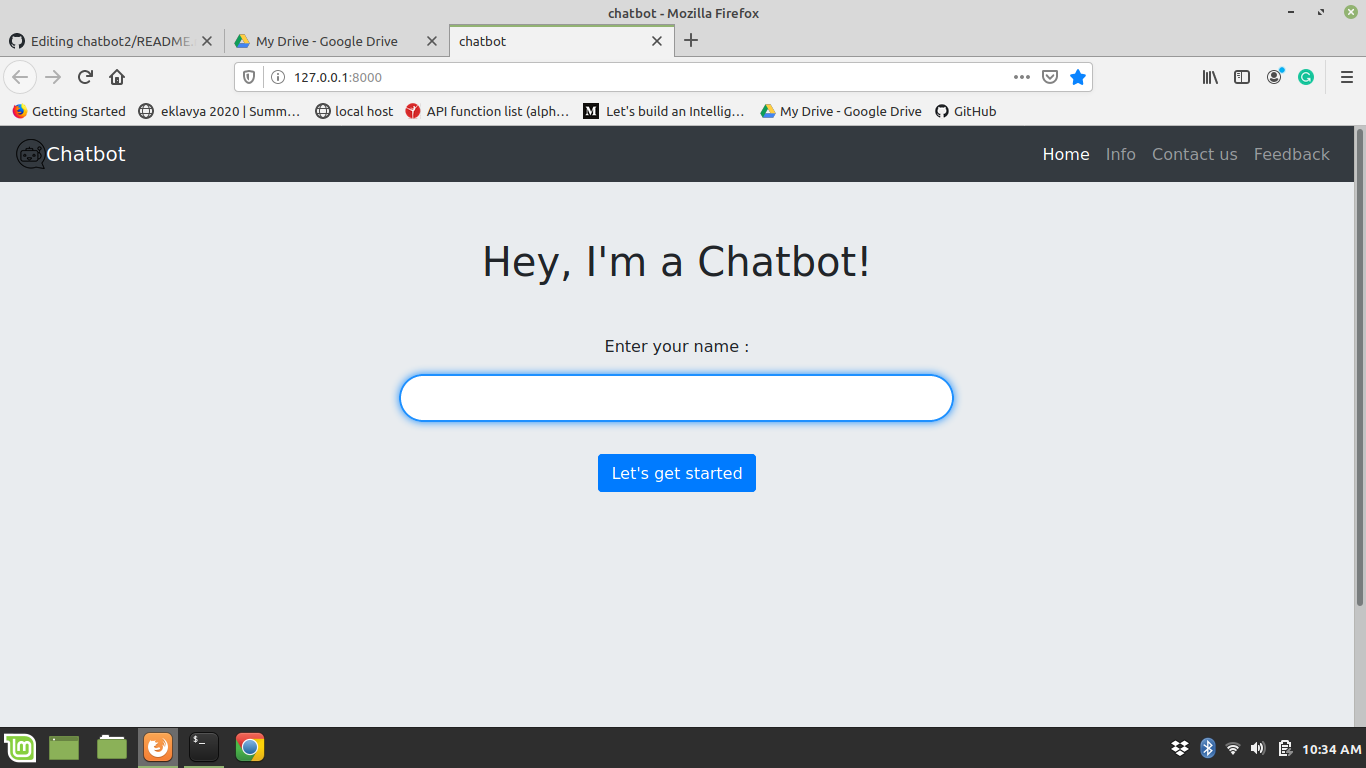 chatbot - Mozilla Firefox
Editing chatbot2/README.
My Drive - Google Drive
chatbot
127.0.0.1:8000
Getting Started
eklavya 2020 | Summ…
local host
API function list (alph…
M
Let's build an Intellig…
My Drive - Google Drive
GitHub
Chatbot
Home
Info
Contact us
Feedback
Hey, I'm a Chatbot!
Enter your name :
Let's get started
$_
10:34 AM